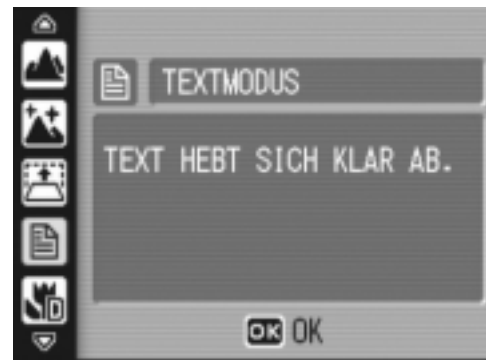 TEXTMODUS
TEXT HEBT SICH KLAR AB.
OK OK
D